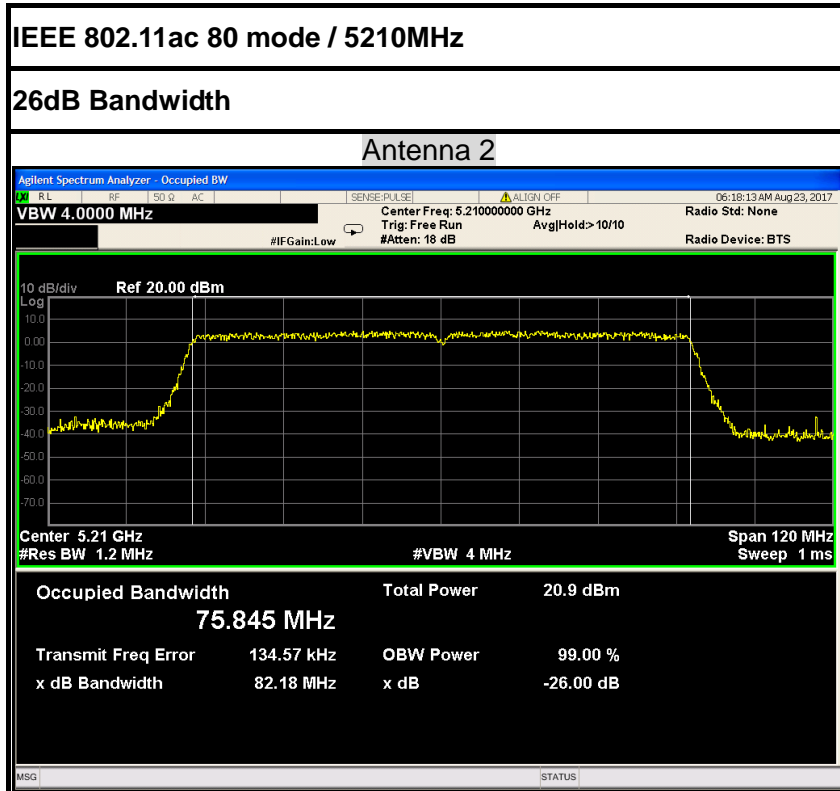 IEEE 802.11ac 80 mode / 5210MHz
26dB Bandwidth
Antenna 2
Agilent Spectrum Analyzer - Occupied BW
LXI RL RF 50 Ω AC SENSE:PULSE ALIGN OFF 06:18:13 AM Aug 23, 2017
VBW 4.0000 MHz Center Freq: 5.210000000 GHz Radio Std: None
Trig: Free Run Avg|Hold:> 10/10
#IFGain:Low #Atten: 18 dB Radio Device: BTS
10 dB/div Ref 20.00 dBm
Log
10.0
0.00
-10.0
-20.0
-30.0
-40.0
-50.0
-60.0
-70.0
Center 5.21 GHz Span 120 MHz
#Res BW 1.2 MHz #VBW 4 MHz Sweep 1 ms
Occupied Bandwidth Total Power 20.9 dBm
75.845 MHz
Transmit Freq Error 134.57 kHz OBW Power 99.00 %
x dB Bandwidth 82.18 MHz x dB -26.00 dB
MSG STATUS